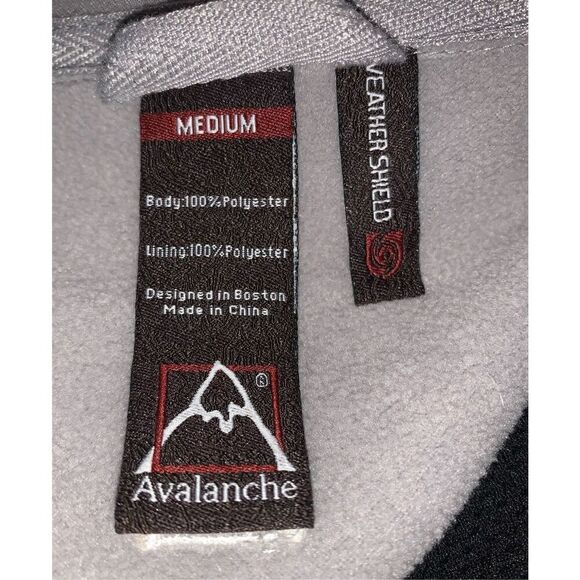 MEDIUM
Body:100%Polyester
Lining:100%Polyester
Designed in Boston
Made in China
®
Avalanche
WEATHER SHIELD